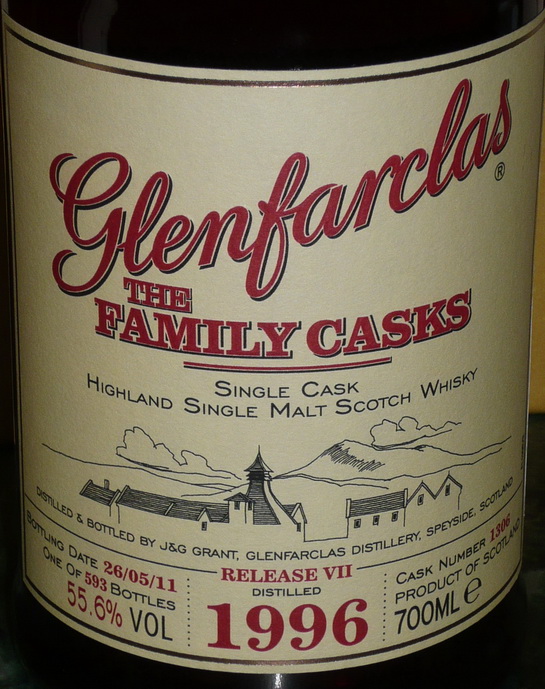 Glenfarclas®
THE
FAMILY CASKS
SINGLE CASK
HIGHLAND SINGLE MALT SCOTCH WHISKY
DISTILLED & BOTTLED BY J&G GRANT, GLENFARCLAS DISTILLERY, SPEYSIDE, SCOTLAND
BOTTLING DATE 26/05/11
ONE OF 593 BOTTLES
55.6% VOL
RELEASE VII
DISTILLED
1996
CASK NUMBER 1306
PRODUCT OF SCOTLAND
700ML e